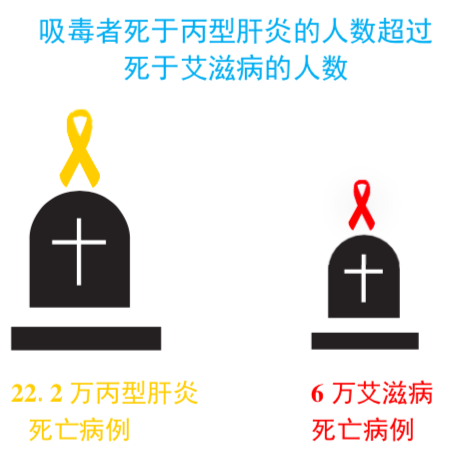 吸毒者死于丙型肝炎的人数超过
死于艾滋病的人数
22. 2 万丙型肝炎
死亡病例
6 万艾滋病
死亡病例